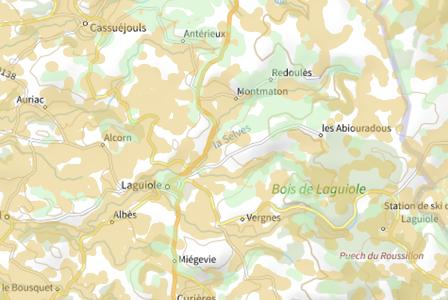 Cassuéjouls
Antérieux
Redoulès
Montmaton
Auriac
la Selves
les Abiouradous
Alcorn
Laguiole
Bois de Laguiole
Station de ski d
Laguiole
Albès
Vergnes
Puech du Roussillon
Miégevie
le Bousquet
Curières